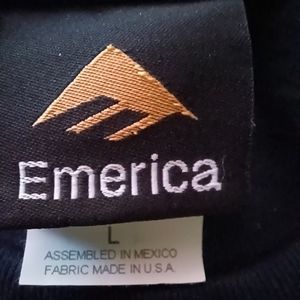 Emerica
L
ASSEMBLED IN MEXICO
FABRIC MADE IN U.S.A.